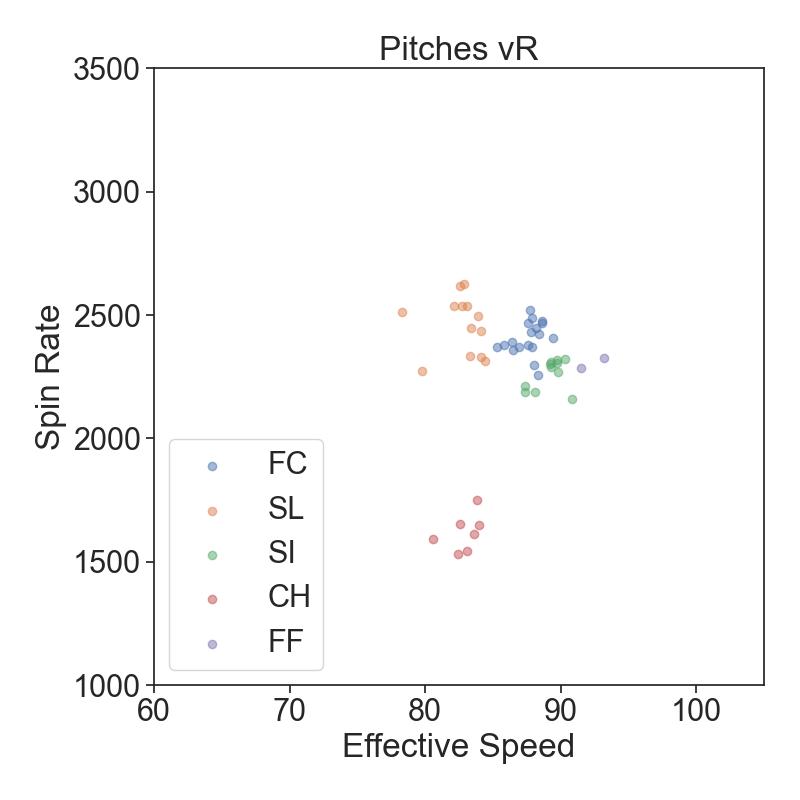 Pitches vR
3500
3000
2500
2000
1500
1000
Spin Rate
FC
SL
SI
CH
FF
60 70 80 90 100
Effective Speed